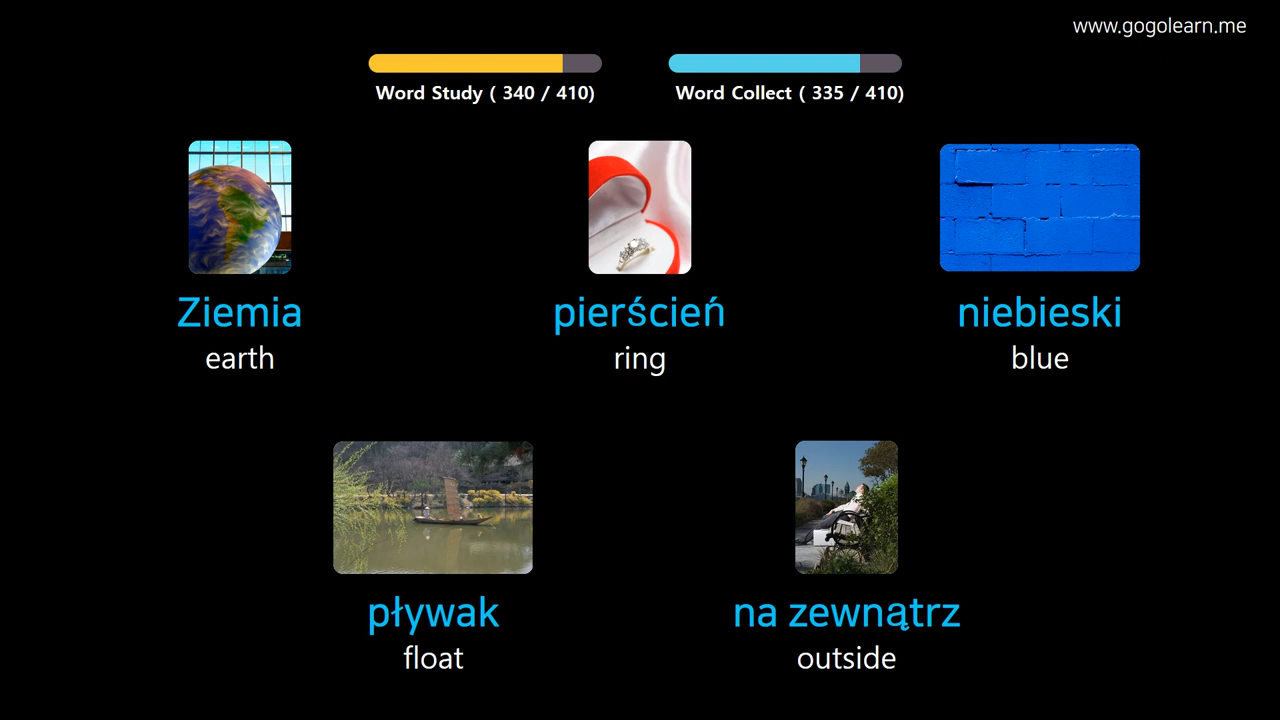 www.gogolearn.me
Word Study ( 340 / 410)
Word Collect ( 335 / 410)
Ziemia
earth
pierścień
ring
niebieski
blue
pływak
float
na zewnątrz
outside